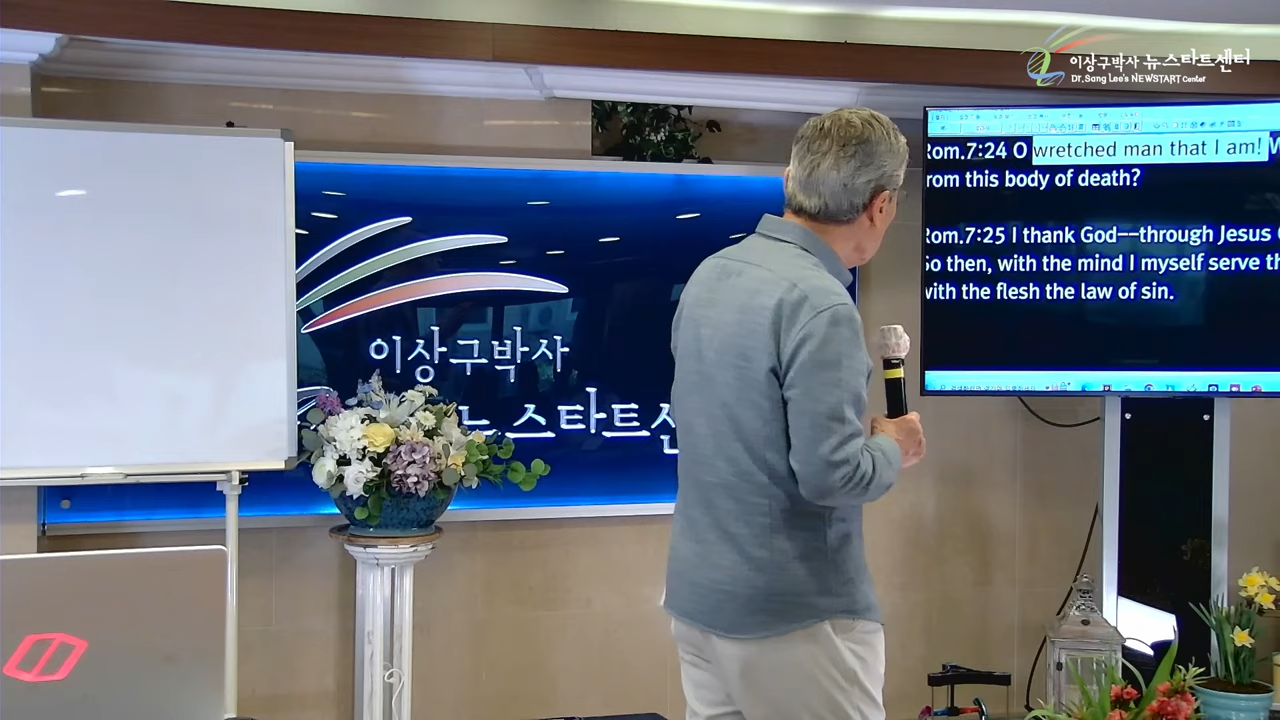 이상구박사 뉴스타트센터
Dr. Sang Lee's NEWSTART Center
Rom.7:24 O wretched man that I am! W
rom this body of death?
Rom.7:25 I thank God––through Jesus
So then, with the mind I myself serve th
with the flesh the law of sin.
이상구박사
뉴스타트센